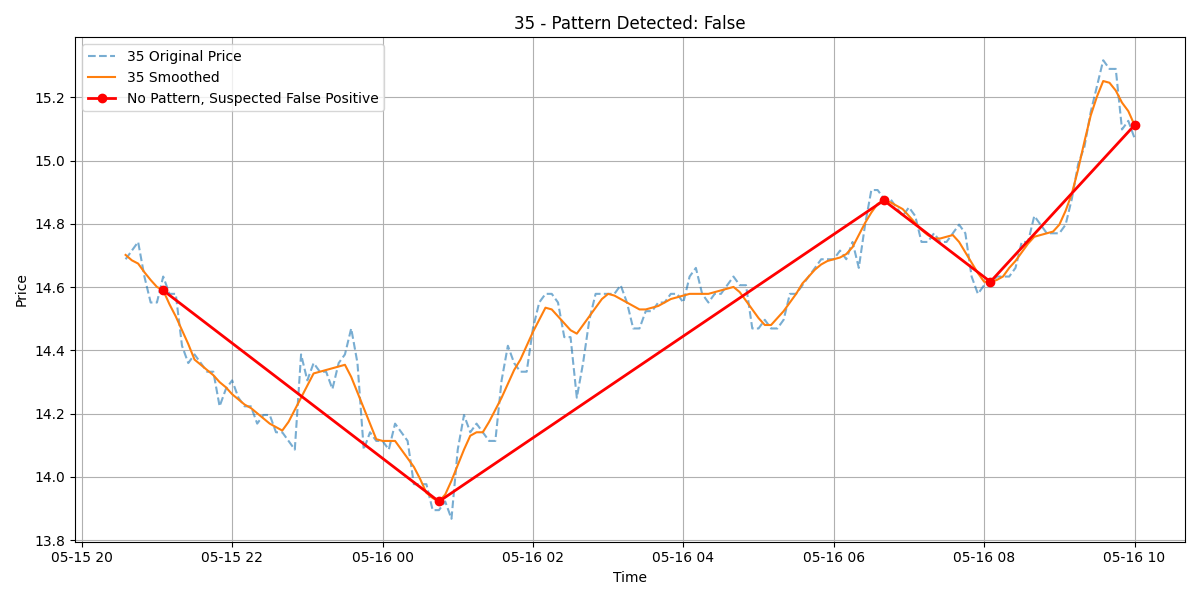 35 - Pattern Detected: False
35 Original Price
35 Smoothed
No Pattern, Suspected False Positive
Price
15.2
15.0
14.8
14.6
14.4
14.2
14.0
13.8
05-15 20 05-15 22 05-16 00 05-16 02 05-16 04 05-16 06 05-16 08 05-16 10
Time